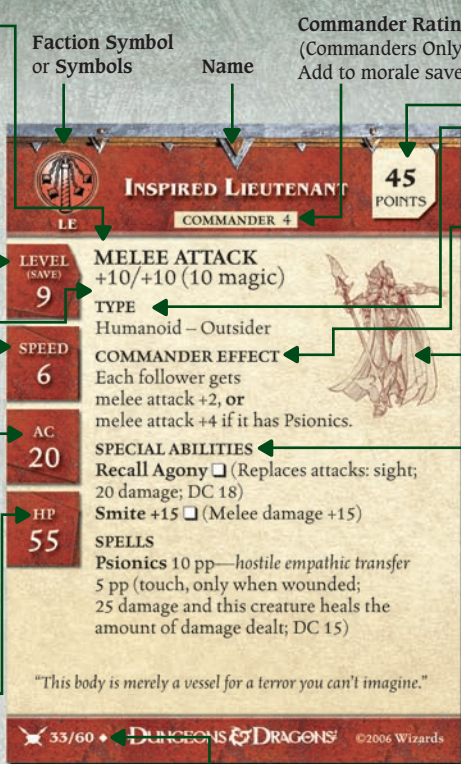 Commander Ratin
Faction Symbol
or Symbols
Name
(Commanders Only
Add to morale save
INSPIRED LIEUTENANT
45
POINTS
LE
COMMANDER 4
LEVEL
(SAVE)
9
SPEED
6
AC
20
HP
55
MELEE ATTACK
+10/+10 (10 magic)
TYPE
Humanoid – Outsider
COMMANDER EFFECT
Each follower gets
melee attack +2, or
melee attack +4 if it has Psionics.
SPECIAL ABILITIES
Recall Agony ❏ (Replaces attacks: sight;
20 damage; DC 18)
Smite +15 ❏ (Melee damage +15)
SPELLS
Psionics 10 pp—hostile empathic transfer
5 pp (touch, only when wounded;
25 damage and this creature heals the
amount of damage dealt; DC 15)
"This body is merely a vessel for a terror you can't imagine."
33/60 ◆ DUNGEONS & DRAGONS ©2006 Wizards